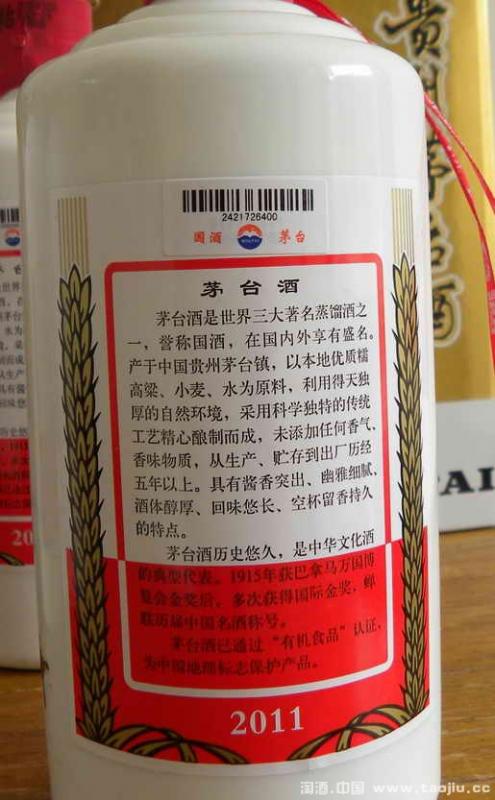 贵州茅台酒
2421726400
国酒 茅台
茅台酒
茅台酒是世界三大著名蒸馏酒之
一，誉称国酒，在国内外享有盛名。
产于中国贵州茅台镇，以本地优质糯
高粱、小麦、水为原料，利用得天独
厚的自然环境，采用科学独特的传统
工艺精心酿制而成，未添加任何香气、
香味物质，从生产、贮存到出厂历经
五年以上。具有酱香突出、幽雅细腻、
酒体醇厚、回味悠长、空杯留香持久
的特点。
茅台酒历史悠久，是中华文化酒
的典型代表。1915年获巴拿马万国博
览会金奖后，多次获得国际金奖，蝉
联历届中国名酒称号。
茅台酒已通过“有机食品”认证，
为中国地理标志保护产品。
2011
2011
淘酒.中国 www.taojiu.cc